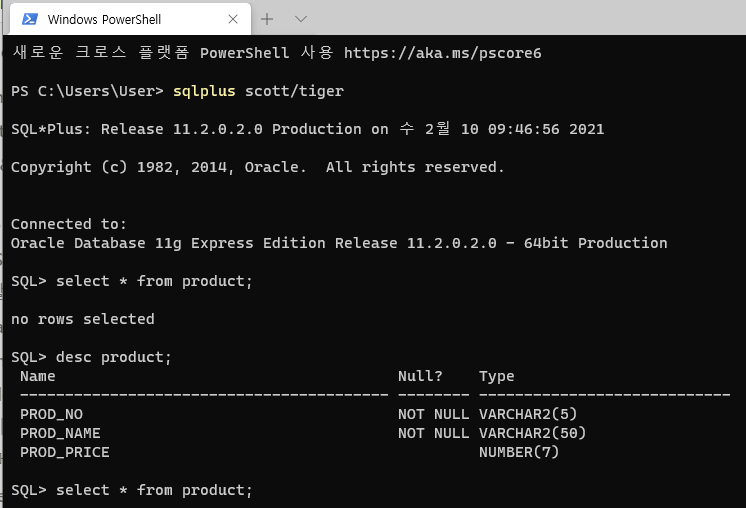 Windows PowerShell
새로운 크로스 플랫폼 PowerShell 사용 https://aka.ms/pscore6
PS C:\Users\User> sqlplus scott/tiger
SQL*Plus: Release 11.2.0.2.0 Production on 수 2월 10 09:46:56 2021
Copyright (c) 1982, 2014, Oracle.  All rights reserved.
Connected to:
Oracle Database 11g Express Edition Release 11.2.0.2.0 - 64bit Production
SQL> select * from product;
no rows selected
SQL> desc product;
 Name                                      Null?    Type
 ----------------------------------------- -------- ----------------------------
 PROD_NO                                   NOT NULL VARCHAR2(5)
 PROD_NAME                                 NOT NULL VARCHAR2(50)
 PROD_PRICE                                         NUMBER(7)
SQL> select * from product;